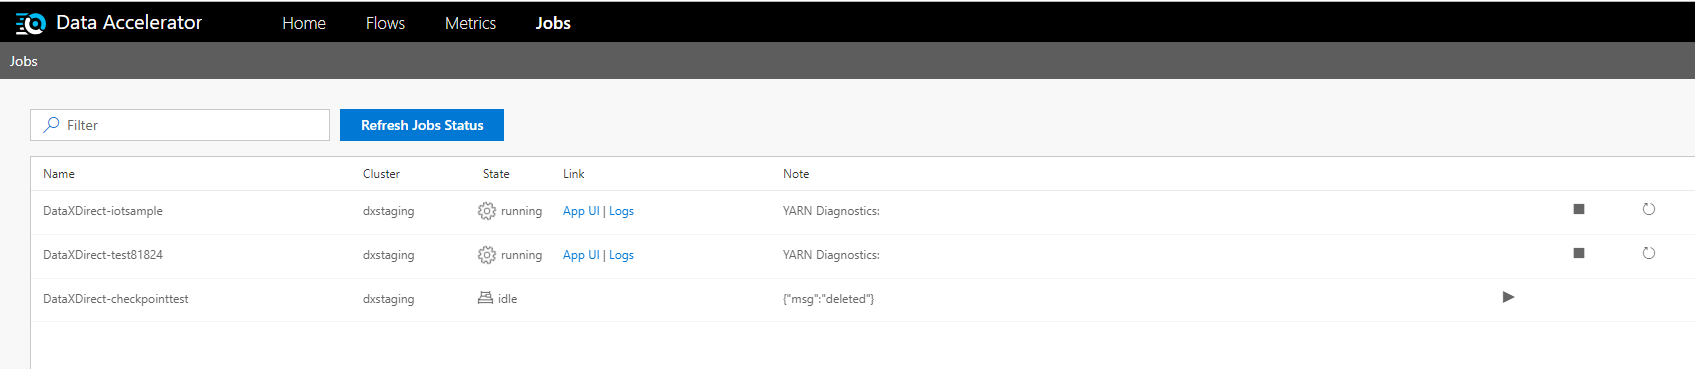 Data Accelerator Home Flows Metrics Jobs
Jobs
Filter Refresh Jobs Status
Name Cluster State Link Note
DataXDirect-iotsample dxstaging running App UI | Logs YARN Diagnostics:
DataXDirect-test81824 dxstaging running App UI | Logs YARN Diagnostics:
DataXDirect-checkpointtest dxstaging idle {"msg":"deleted"}